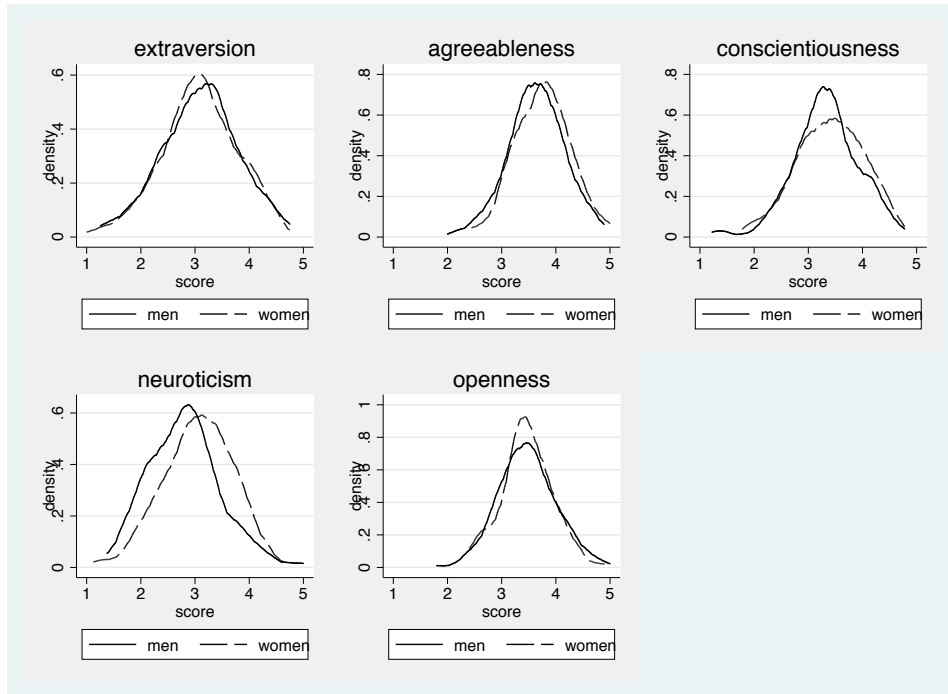 extraversion
density
0 .2 .4 .6
1 2 3 4 5
score
men women
agreeableness
density
0 .2 .4 .6 .8
1 2 3 4 5
score
men women
conscientiousness
density
0 .2 .4 .6 .8
1 2 3 4 5
score
men women
neuroticism
density
0 .2 .4 .6
1 2 3 4 5
score
men women
openness
density
0 .2 .4 .6 .8 1
1 2 3 4 5
score
men women